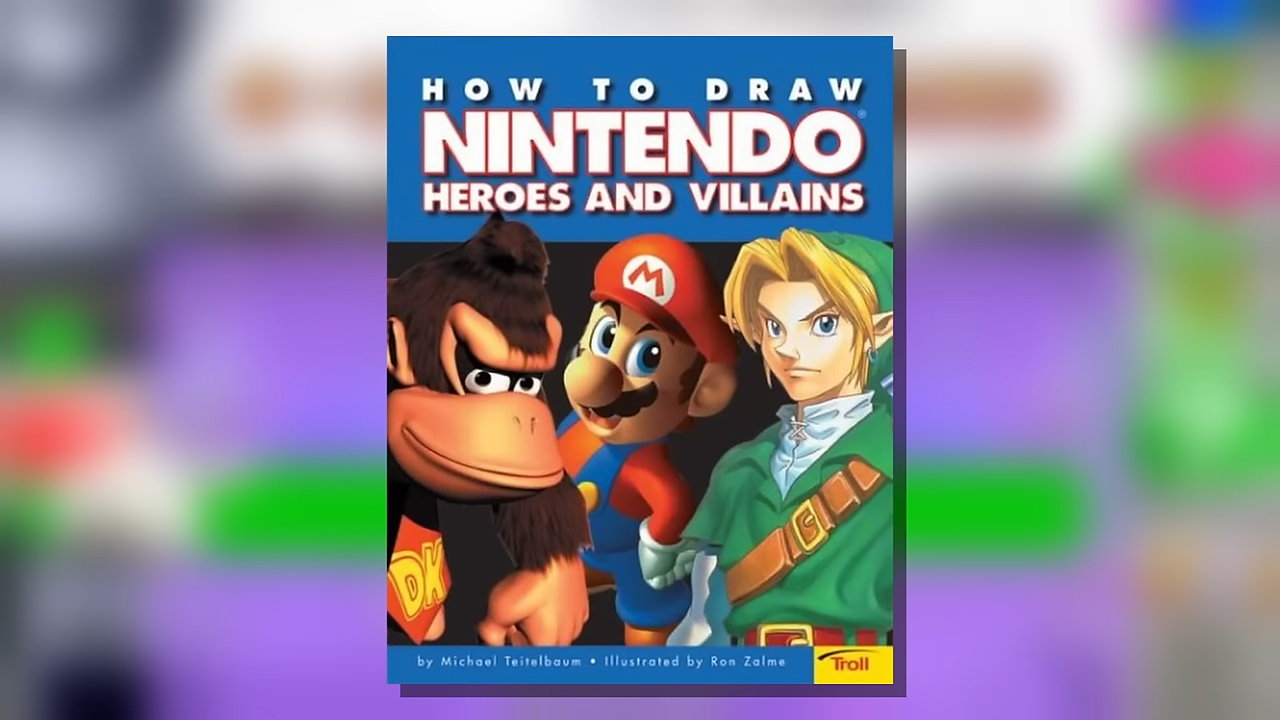 HOW TO DRAW
NINTENDO®
HEROES AND VILLAINS
M
DK
by Michael Teitelbaum • Illustrated by Ron Zalme
Troll